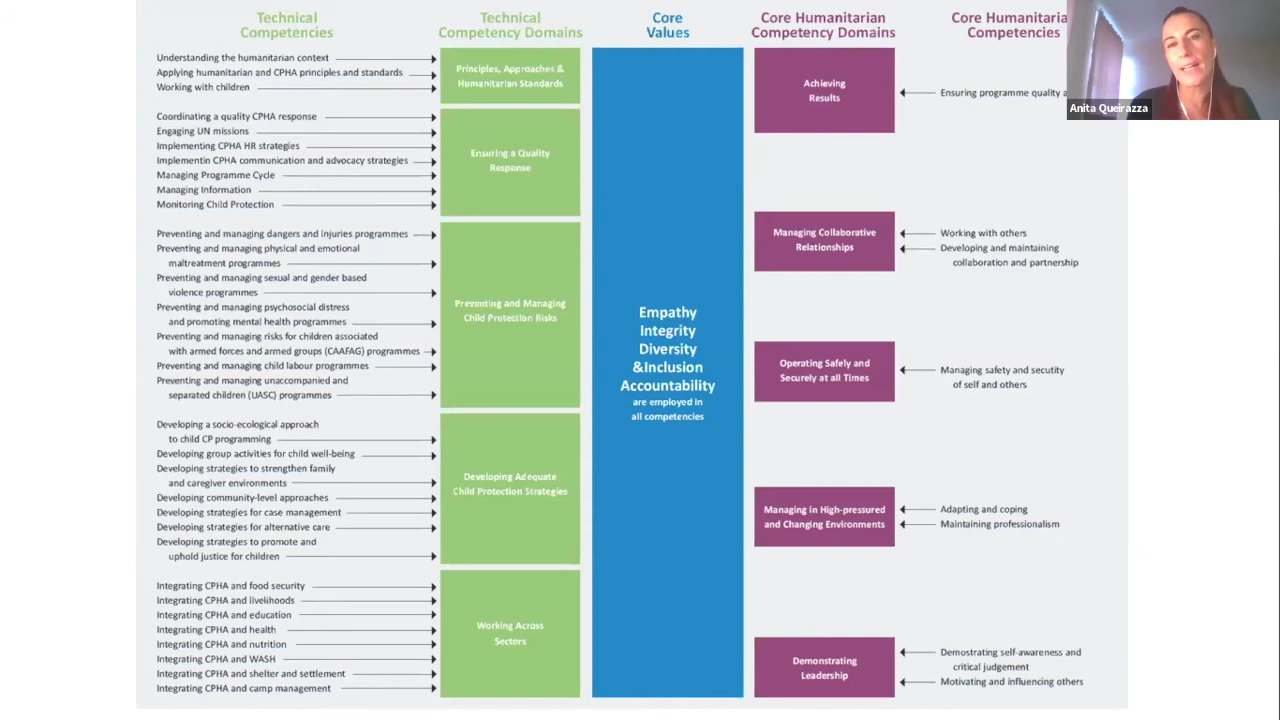 Technical
Competencies
Technical
Competency Domains
Core
Values
Core Humanitarian
Competency Domains
Core Humanitaria
Competencies
Anita Queirazza
Understanding the humanitarian context
Applying humanitarian and CPHA principles and standards
Working with children
Principles, Approaches &
Humanitarian Standards
Coordinating a quality CPHA response
Engaging UN missions
Implementing CPHA HR strategies
Implementin CPHA communication and advocacy strategies
Managing Programme Cycle
Managing Information
Monitoring Child Protection
Ensuring a Quality
Response
Preventing and managing dangers and injuries programmes
Preventing and managing physical and emotional
maltreatment programmes
Preventing and managing sexual and gender based
violence programmes
Preventing and managing psychosocial distress
and promoting mental health programmes
Preventing and managing risks for children associated
with armed forces and armed groups (CAAFAG) programmes
Preventing and managing child labour programmes
Preventing and managing unaccompanied and
separated children (UASC) programmes
Preventing and Managing
Child Protection Risks
Developing a socio-ecological approach
to child CP programming
Developing group activities for child well-being
Developing strategies to strengthen family
and caregiver environments
Developing community-level approaches
Developing strategies for case management
Developing strategies for alternative care
Developing strategies to promote and
uphold justice for children
Developing Adequate
Child Protection Strategies
Integrating CPHA and food security
Integrating CPHA and livelihoods
Integrating CPHA and education
Integrating CPHA and health
Integrating CPHA and nutrition
Integrating CPHA and WASH
Integrating CPHA and shelter and settlement
Integrating CPHA and camp management
Working Across
Sectors
Empathy
Integrity
Diversity
&Inclusion
Accountability
are employed in
all competencies
Achieving
Results
Ensuring programme quality a
Managing Collaborative
Relationships
Working with others
Developing and maintaining
collaboration and partnership
Operating Safely and
Securely at all Times
Managing safety and secutity
of self and others
Managing in High-pressured
and Changing Environments
Adapting and coping
Maintaining professionalism
Demonstrating
Leadership
Demostrating self-awareness and
critical judgement
Motivating and influencing others